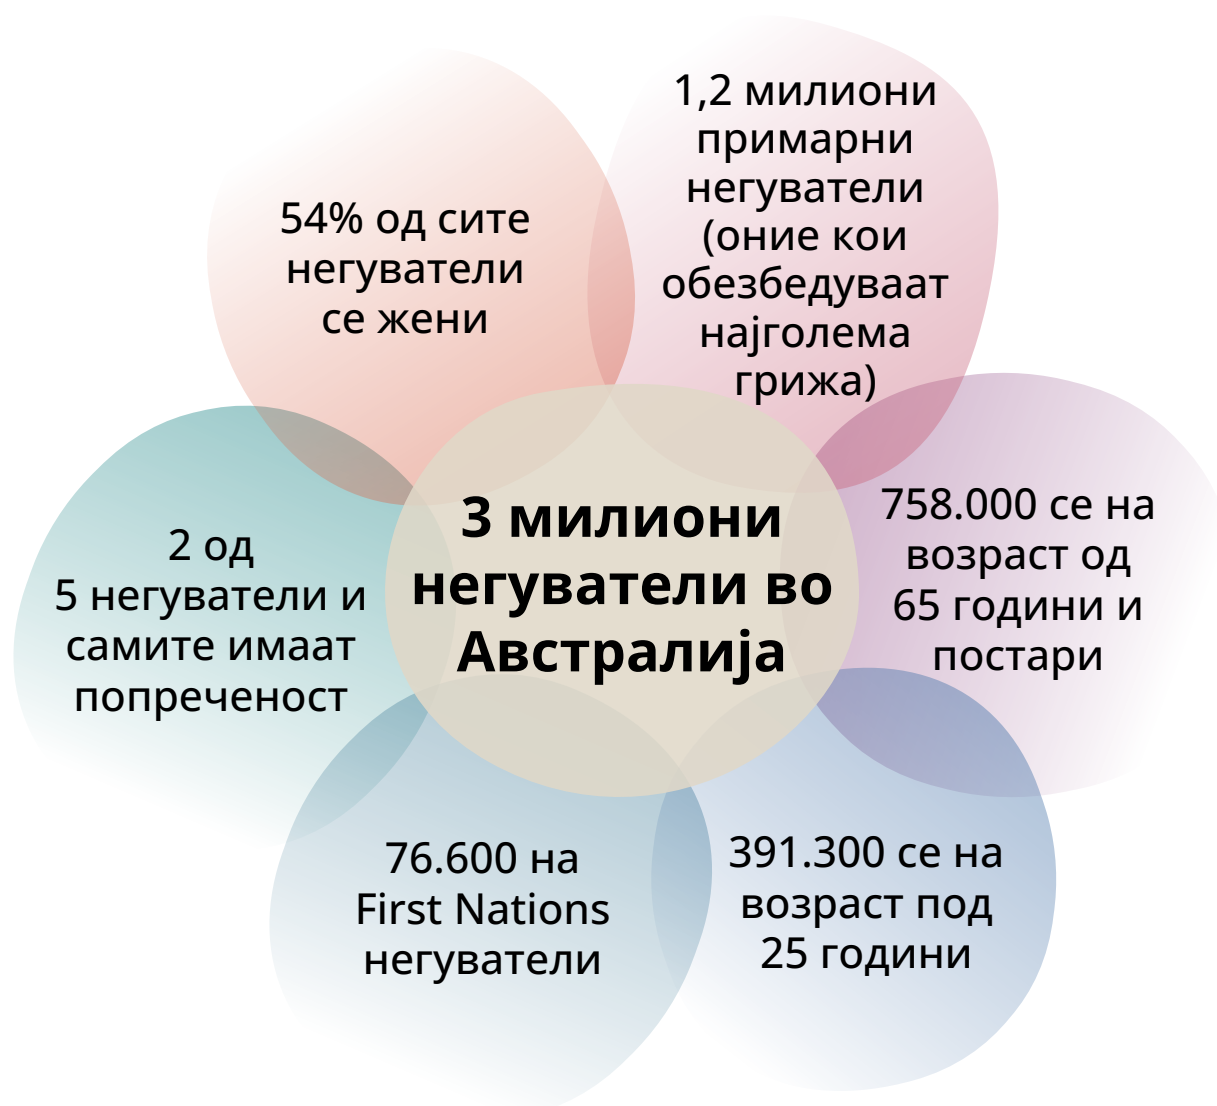 1,2 милиони
примарни
негуватели
(оние кои
обезбедуваат
најголема
грижа)
54% од сите
негуватели
се жени
3 милиони
негуватели во
Австралија
758.000 се на
возраст од
65 години и
постари
2 од
5 негуватели и
самите имаат
попреченост
76.600 на
First Nations
негуватели
391.300 се на
возраст под
25 години